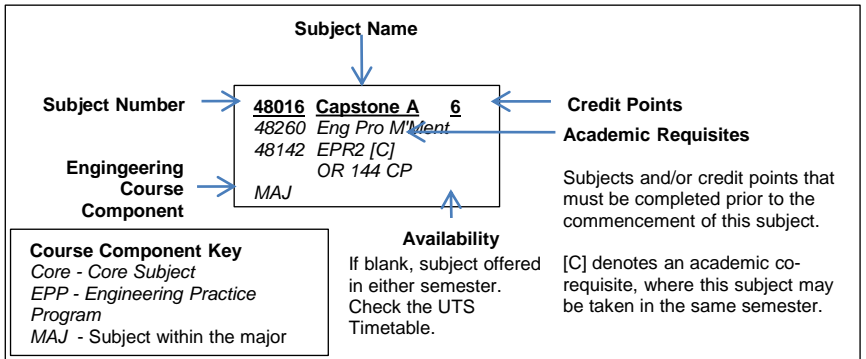 Subject Name
Subject Number
48016 Capstone A 6
48260 Eng Pro M'Ment
48142 EPR2 [C]
OR 144 CP
MAJ
Credit Points
Academic Requisites
Subjects and/or credit points that
must be completed prior to the
commencement of this subject.
[C] denotes an academic co-
requisite, where this subject may
be taken in the same semester.
Engingeering
Course
Component
Availability
If blank, subject offered
in either semester.
Check the UTS
Timetable.
Course Component Key
Core - Core Subject
EPP - Engineering Practice
Program
MAJ - Subject within the major